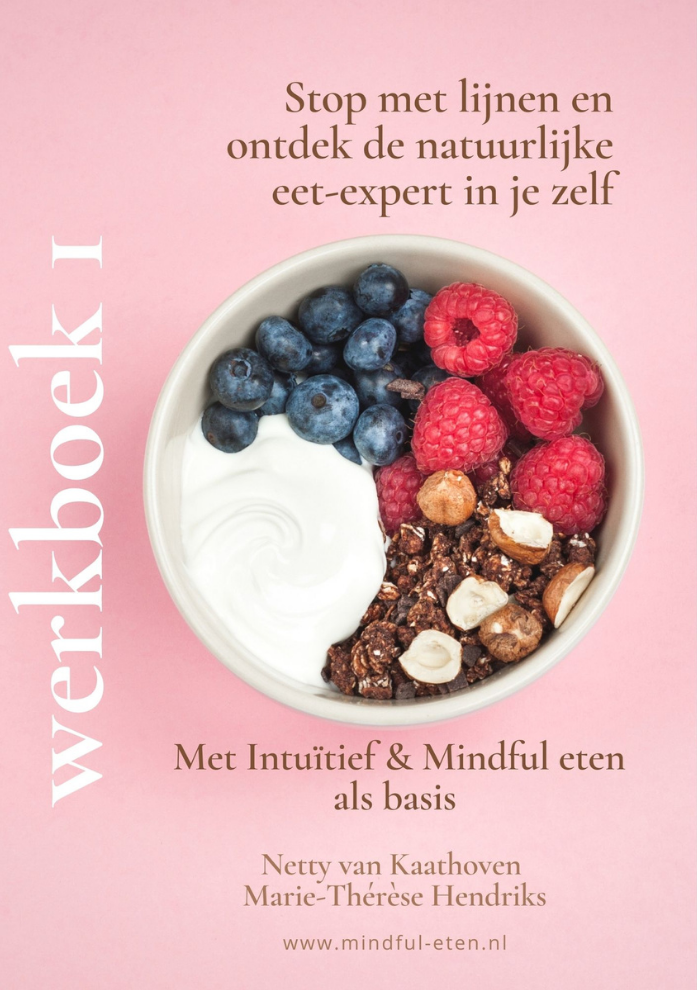 Stop met lijnen en
ontdek de natuurlijke
eet-expert in je zelf
werkboek 1
Met Intuïtief & Mindful eten
als basis
Netty van Kaathoven
Marie-Thérèse Hendriks
www.mindful-eten.nl